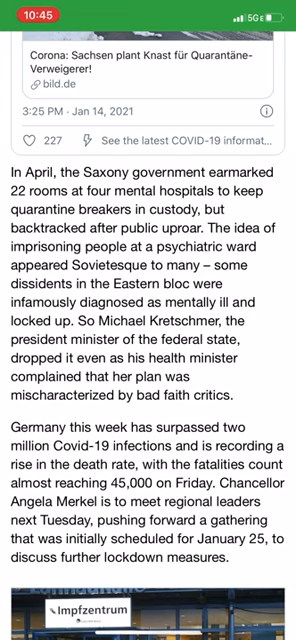 10:45
5GE
Corona: Sachsen plant Knast für Quarantäne-
Verweigerer!
bild.de
3:25 PM · Jan 14, 2021
227
See the latest COVID-19 informat...
In April, the Saxony government earmarked
22 rooms at four mental hospitals to keep
quarantine breakers in custody, but
backtracked after public uproar. The idea of
imprisoning people at a psychiatric ward
appeared Sovietesque to many – some
dissidents in the Eastern bloc were
infamously diagnosed as mentally ill and
locked up. So Michael Kretschmer, the
president minister of the federal state,
dropped it even as his health minister
complained that her plan was
mischaracterized by bad faith critics.
Germany this week has surpassed two
million Covid-19 infections and is recording a
rise in the death rate, with the fatalities count
almost reaching 45,000 on Friday. Chancellor
Angela Merkel is to meet regional leaders
next Tuesday, pushing forward a gathering
that was initially scheduled for January 25, to
discuss further lockdown measures.
Impfzentrum